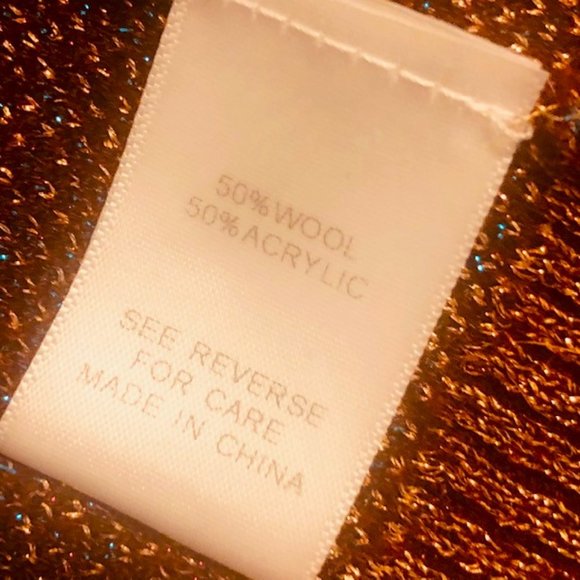 50%WOOL
50%ACRYLIC
SEE REVERSE
FOR CARE
MADE IN CHINA